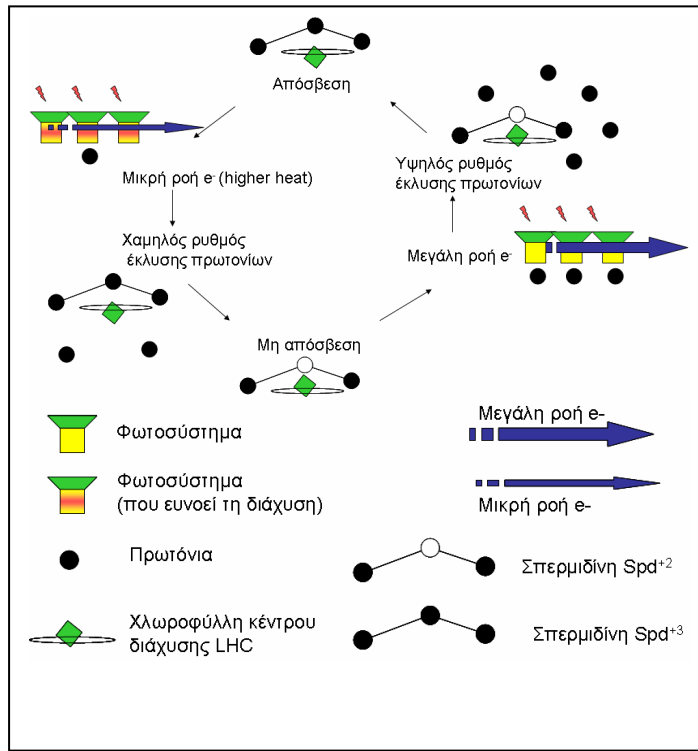 Απόσβεση
Μικρή ροή e- (higher heat)
Χαμηλός ρυθμός
έκλυσης πρωτονίων
Μη απόσβεση
Μεγάλη ροή e-
Υψηλός ρυθμός
έκλυσης πρωτονίων
Φωτοσύστημα
Φωτοσύστημα
(που ευνοεί τη διάχυση)
Πρωτόνια
Χλωροφύλλη κέντρου
διάχυσης LHC
Μεγάλη ροή e-
Μικρή ροή e-
Σπερμιδίνη Spd+2
Σπερμιδίνη Spd+3